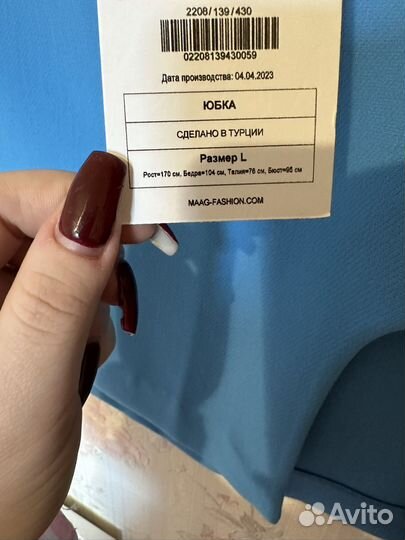 2208/139/430
02208139430059
Дата производства: 04.04.2023
ЮБКА
СДЕЛАНО В ТУРЦИИ
Размер L
Рост=170 см, Бедра=104 см, Талия=76 см, Бюст=96 см
MAAG-FASHION.COM
Avito